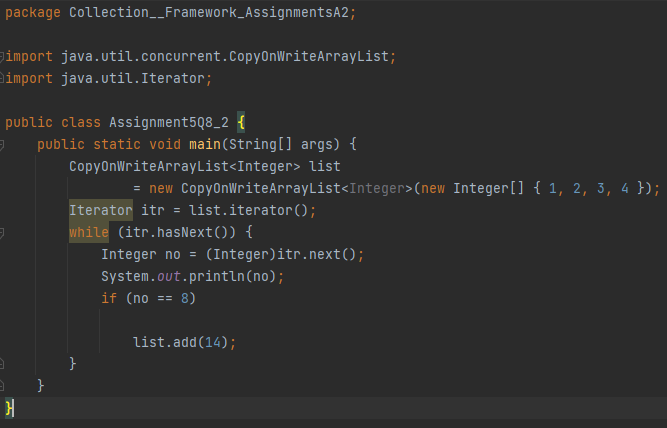 package Collection__Framework_AssignmentsA2;
import java.util.concurrent.CopyOnWriteArrayList;
import java.util.Iterator;
public class Assignment5Q8_2 {
public static void main(String[] args) {
CopyOnWriteArrayList<Integer> list
= new CopyOnWriteArrayList<Integer>(new Integer[] { 1, 2, 3, 4 });
Iterator itr = list.iterator();
while (itr.hasNext()) {
Integer no = (Integer)itr.next();
System.out.println(no);
if (no == 8)
list.add(14);
}
}
}